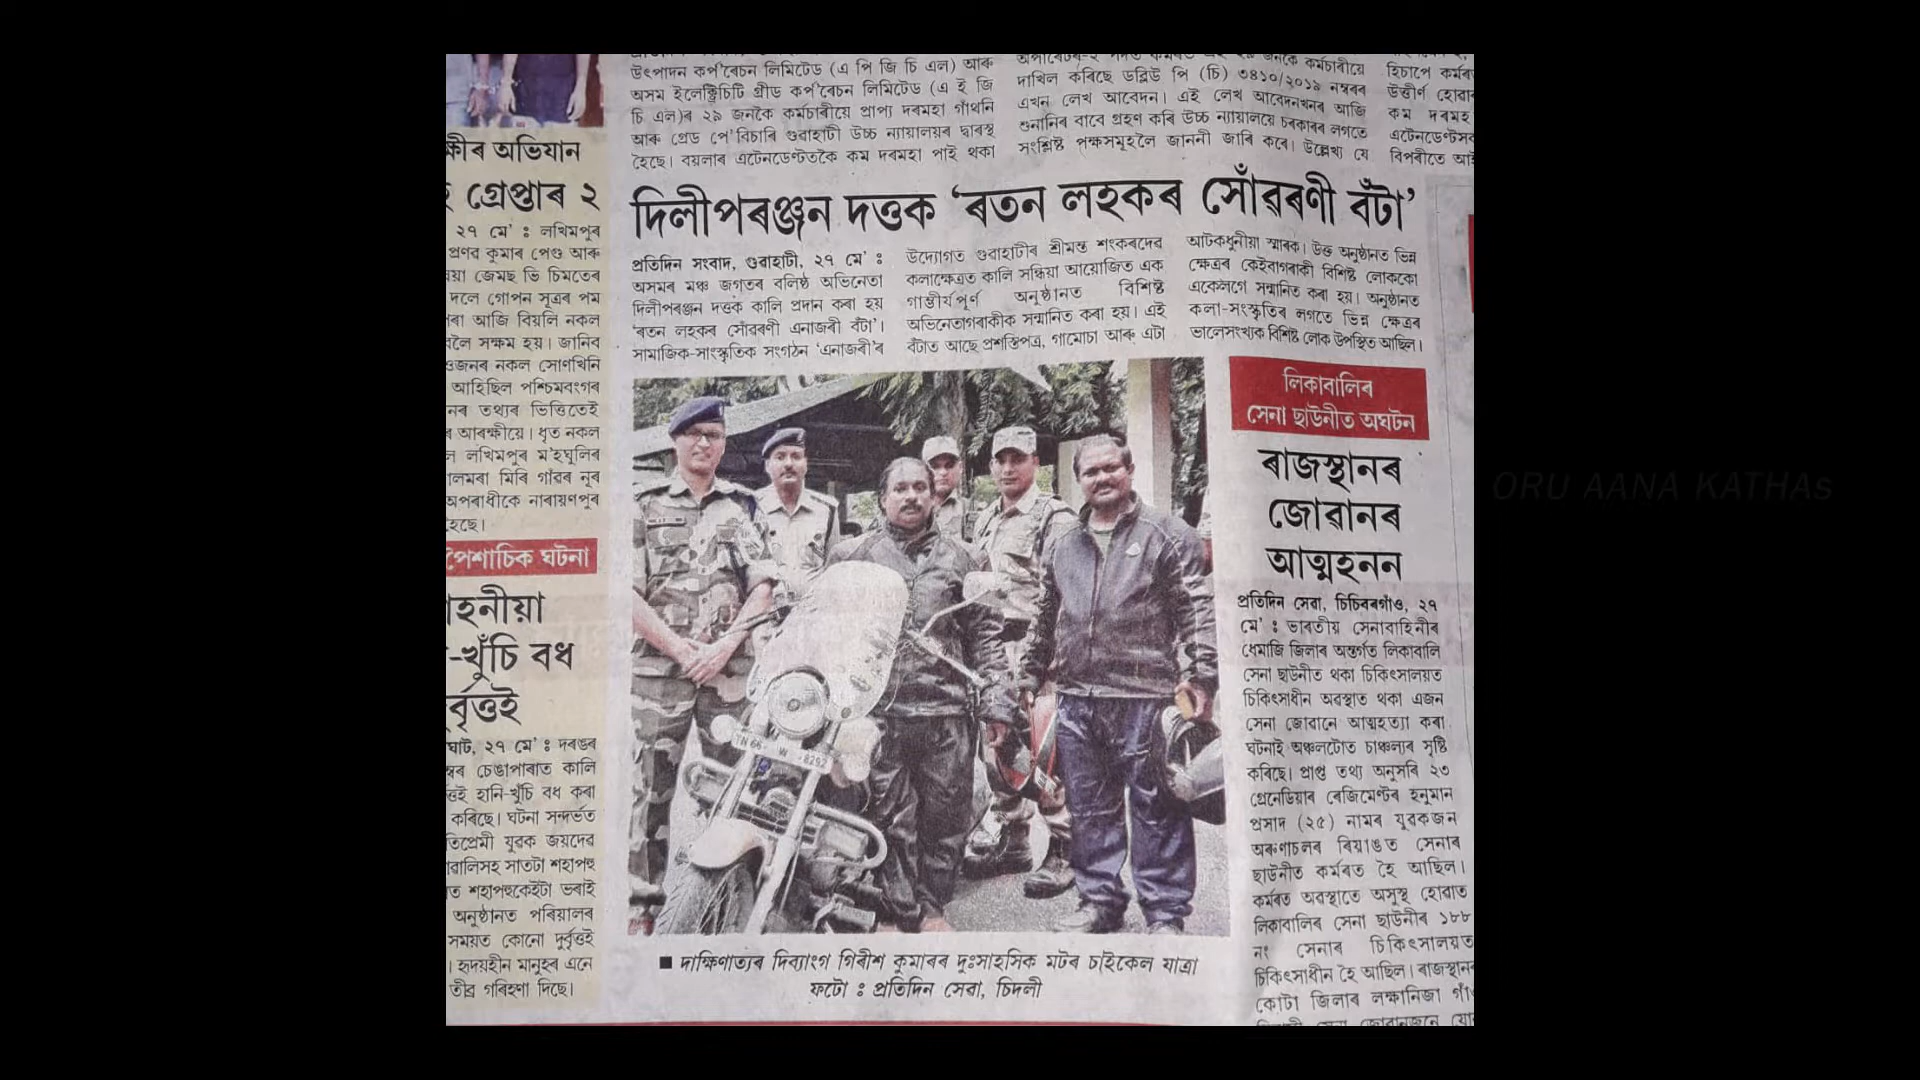 উৎপাদন কৰ্প'ৰেচন লিমিটেড (এ পি জি চি এল) আৰু
অসম ইলেক্ট্ৰিচিটি গ্ৰীড কৰ্প'ৰেচন লিমিটেড (এ ই জি
চি এল)ৰ ২৯ জনকৈ কৰ্মচাৰীয়ে প্ৰাপ্য দৰমহা গাঁথনি
আৰু গ্ৰেড পে' বিচাৰি গুৱাহাটী উচ্চ ন্যায়ালয়ৰ দ্বাৰস্থ
হৈছে। বয়লাৰ এটেনডেণ্টতকৈ কম দৰমহা পাই থকা
দাখিল কৰিছে ডব্লিউ পি (চি) ৩৪১০/২০১৯ নম্বৰৰ
এখন লেখ আবেদন। এই লেখ আবেদনখনৰ আজি
শুনানিৰ বাবে গ্ৰহণ কৰি উচ্চ ন্যায়ালয়ে চৰকাৰৰ লগতে
সংশ্লিষ্ট পক্ষসমূহলৈ জাননী জাৰি কৰে। উল্লেখ্য যে
হিচাপে কৰ্মৰত
উত্তীৰ্ণ
কম দৰমহ
বিপৰীতে
অভিযান
গ্ৰেপ্তাৰ ২
২৭ মে' : লখিমপুৰ
প্ৰণৱ কুমাৰ পেগু আৰু
জেমছ ভি চিমতেৰ
দলে গোপন সূত্ৰৰ পম
আজি বিয়লি নকল
সক্ষম হয়। জানিব
নকল সোণখিনি
আহিছিল পশ্চিমবংগৰ
তথ্যৰ ভিত্তিতেই
আৰক্ষীয়ে। ধৃত নকল
লখিমপুৰ ম'হঘুলিৰ
মিৰি গাঁৱৰ নূৰ
অপৰাধীকে নাৰায়ণপুৰ
হৈছে।
পৈশাচিক ঘটনা
-খুঁচি বধ
২৭ মে' : দৰঙৰ
চেঙাপাৰাত কালি
হানি-খুঁচি বধ কৰা
কৰিছে। ঘটনা সন্দৰ্ভত
যুৱক জয়দেৱ
সাতটা শহাপহু
শহাপহুকেইটা ভৰাই
অনুষ্ঠানত পৰিয়ালৰ
সময়ত কোনো দুৰ্বৃত্তই
। হৃদয়হীন মানুহৰ এনে
তীব্ৰ গৰিহণা দিছে।
দিলীপৰঞ্জন দত্তক ‘ৰতন লহকৰ সোঁৱৰণী বঁটা’
প্ৰতিদিন সংবাদ, গুৱাহাটী, ২৭ মে' :
অসমৰ মঞ্চ জগতৰ বলিষ্ঠ অভিনেতা
দিলীপৰঞ্জন দত্তক কালি প্ৰদান কৰা হয়
‘ৰতন লহকৰ সোঁৱৰণী এনাজৰী বঁটা’।
সামাজিক-সাংস্কৃতিক সংগঠন ‘এনাজৰী’ৰ
উদ্যোগত গুৱাহাটীৰ শ্ৰীমন্ত শংকৰদেৱ
কলাক্ষেত্ৰত কালি সন্ধিয়া আয়োজিত এক
গাম্ভীৰ্যপূৰ্ণ অনুষ্ঠানত বিশিষ্ট
অভিনেতাগৰাকীক সন্মানিত কৰা হয়। এই
বঁটাত আছে প্ৰশস্তিপত্ৰ, গামোচা আৰু এটা
আটকধুনীয়া স্মাৰক। উক্ত অনুষ্ঠানত ভিন্ন
ক্ষেত্ৰৰ কেইবাগৰাকী বিশিষ্ট লোককো
একেলগে সন্মানিত কৰা হয়। অনুষ্ঠানত
কলা-সংস্কৃতিৰ লগতে ভিন্ন ক্ষেত্ৰৰ
ভালেসংখ্যক বিশিষ্ট লোক উপস্থিত আছিল।
TN 66 W 8292
■ দাক্ষিণাত্যৰ দিব্যাংগ গিৰীশ কুমাৰৰ দুঃসাহসিক মটৰ চাইকেল যাত্ৰা
ফটো : প্ৰতিদিন সেৱা, চিদলী
লিকাবালিৰ
সেনা ছাউনীত অঘটন
ৰাজস্থানৰ
জোৱানৰ
আত্মহনন
প্ৰতিদিন সেৱা, চিচিবৰগাঁও, ২৭
মে' : ভাৰতীয় সেনাবাহিনীৰ
ধেমাজি জিলাৰ অন্তৰ্গত লিকাবালি
সেনা ছাউনীত থকা চিকিৎসালয়ত
চিকিৎসাধীন অৱস্থাত থকা এজন
সেনা জোৱানে আত্মহত্যা কৰা
ঘটনাই অঞ্চলটোত চাঞ্চল্যৰ সৃষ্টি
কৰিছে। প্ৰাপ্ত তথ্য অনুসৰি ২৩
গ্ৰেনেডিয়াৰ ৰেজিমেণ্টৰ হনুমান
প্ৰসাদ (২৫) নামৰ যুৱকজন
অৰুণাচলৰ ৰিয়াঙত সেনাৰ
ছাউনীত কৰ্মৰত হৈ আছিল।
কৰ্মৰত অৱস্থাতে অসুস্থ হোৱাত
লিকাবালিৰ সেনা ছাউনীৰ ১৮৮
নং সেনাৰ চিকিৎসালয়ত
চিকিৎসাধীন হৈ আছিল। ৰাজস্থানৰ
কোটা জিলাৰ লক্ষানিজা
ORU AANA KATHAs